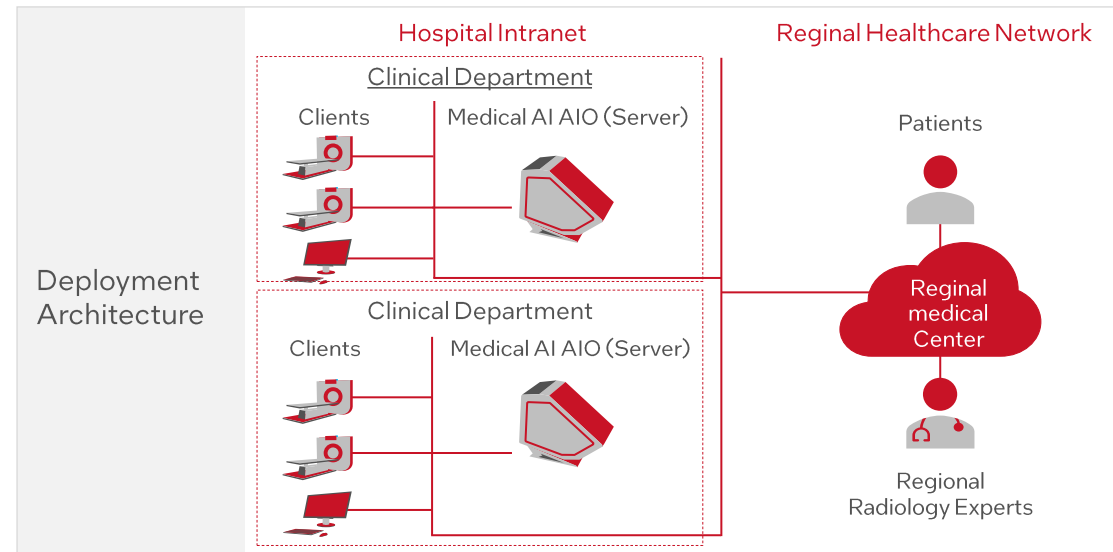 Deployment
Architecture
Hospital Intranet
Clinical Department
Clients
Medical AI AIO (Server)
Clinical Department
Clients
Medical AI AIO (Server)
Reginal Healthcare Network
Patients
Reginal
medical
Center
Regional
Radiology Experts